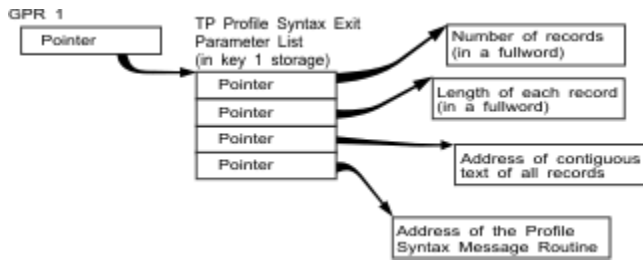 GPR 1
Pointer
TP Profile Syntax Exit
Parameter List
(in key 1 storage)
Pointer
Pointer
Pointer
Pointer
Number of records
(in a fullword)
Length of each record
(in a fullword)
Address of contiguous
text of all records
Address of the Profile
Syntax Message Routine